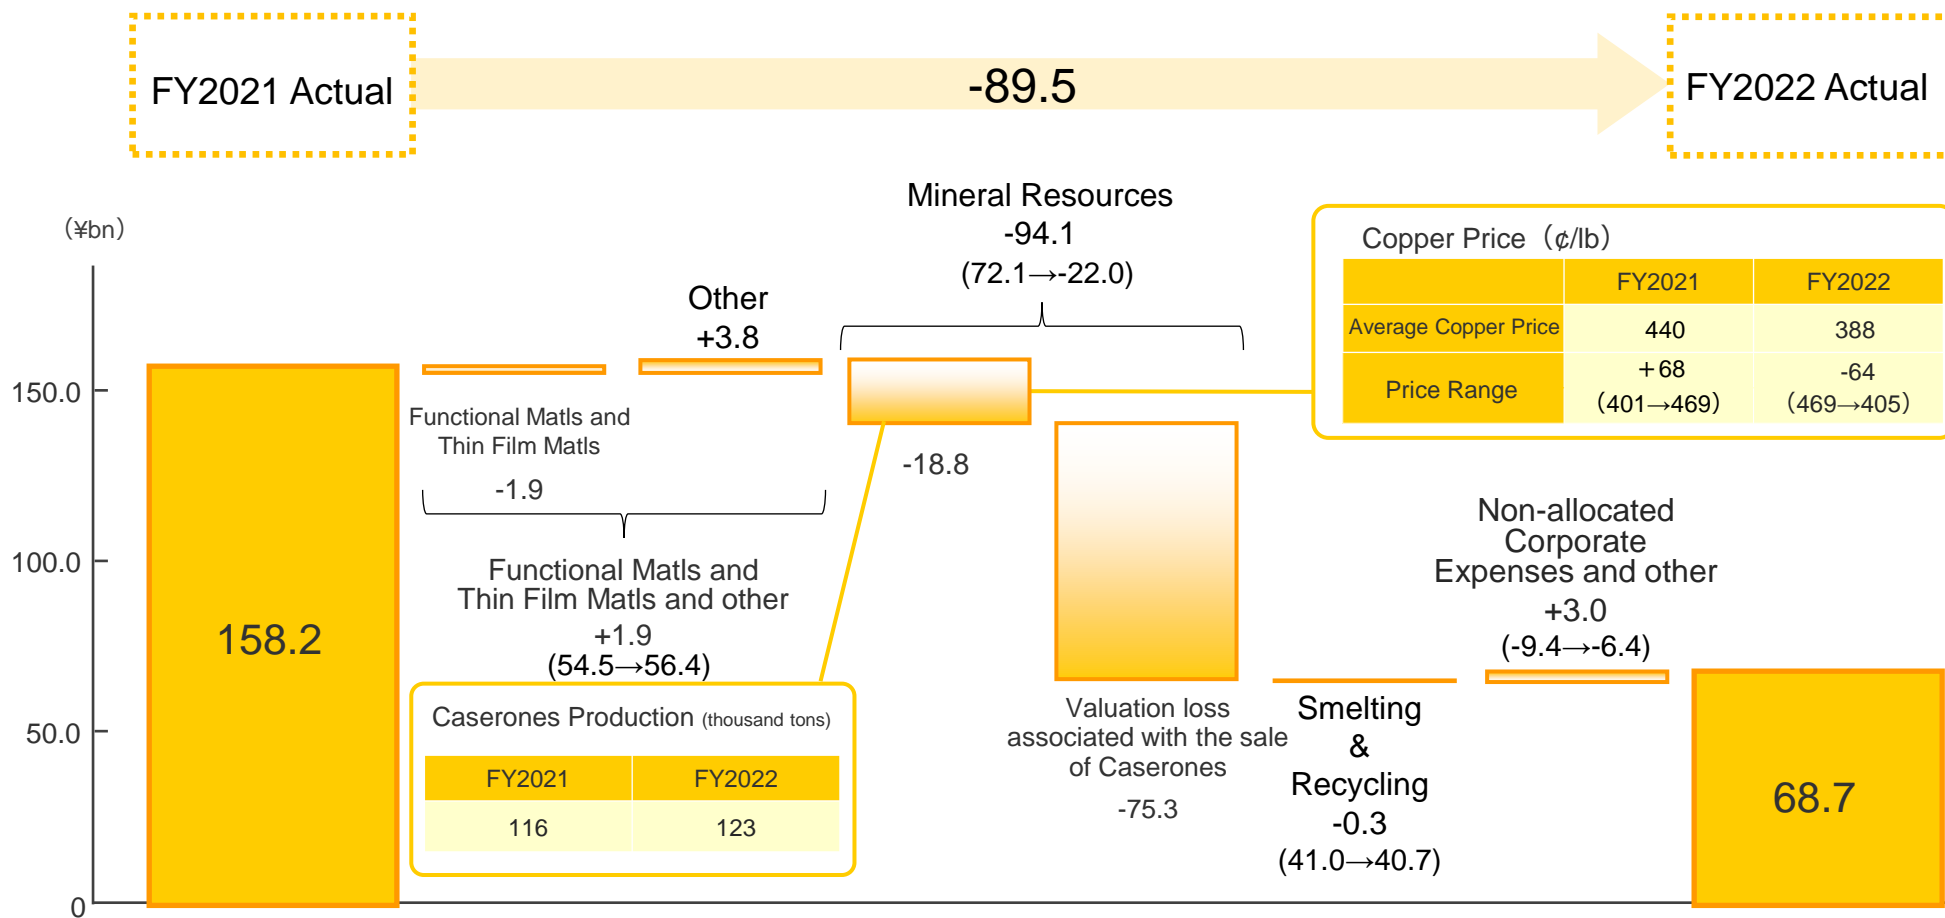 FY2021 Actual
-89.5
FY2022 Actual
（¥bn）
150.0
100.0
50.0
0
158.2
Functional Matls and
Thin Film Matls
-1.9
Other
+3.8
Functional Matls and
Thin Film Matls and other
+1.9
(54.5→56.4)
Caserones Production (thousand tons)
FY2021 FY2022
116 123
Mineral Resources
-94.1
(72.1→-22.0)
-18.8
Valuation loss
associated with the sale
of Caserones
-75.3
Copper Price（¢/lb）
FY2021 FY2022
Average Copper Price 440 388
Price Range +68 -64
（401→469） （469→405）
Smelting
&
Recycling
-0.3
(41.0→40.7)
Non-allocated
Corporate
Expenses and other
+3.0
(-9.4→-6.4)
68.7